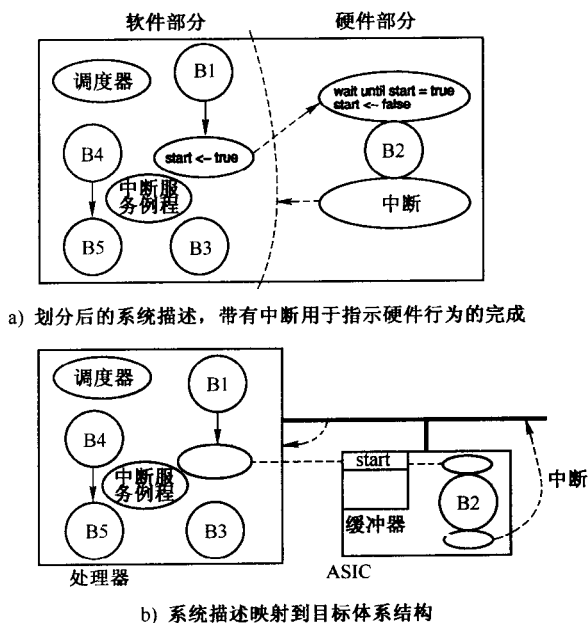 软件部分
硬件部分
B1
调度器
wait until start = true
start <- false
B4
start <- true
B2
中断服
务例程
中断
B5
B3
a) 划分后的系统描述，带有中断用于指示硬件行为的完成
调度器
B1
B4
start
中断服
务例程
B2
中断
B5
B3
缓冲器
处理器
ASIC
b) 系统描述映射到目标体系结构